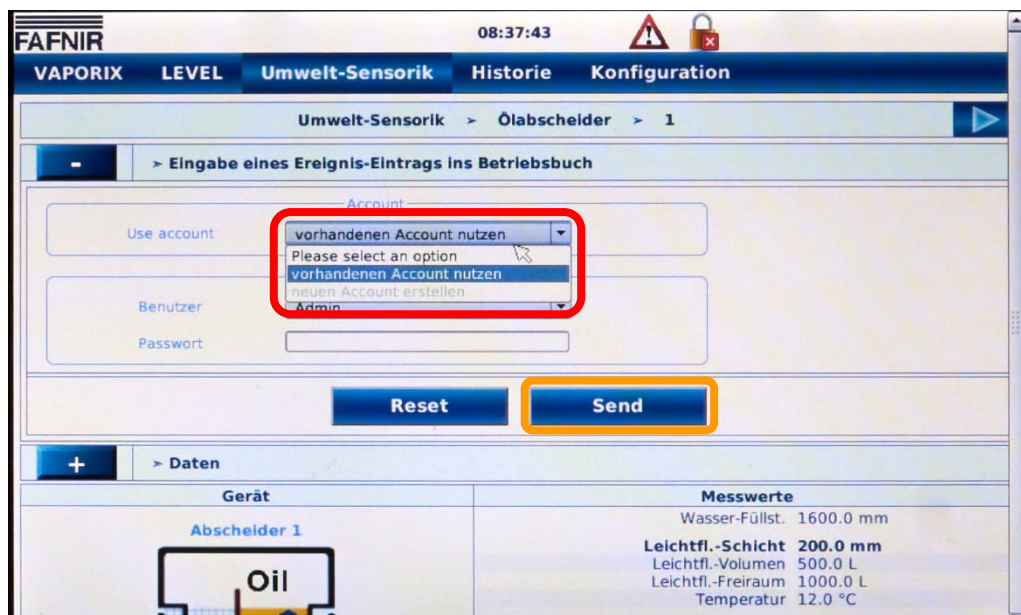 FAFNIR
08:37:43
VAPORIX LEVEL Umwelt-Sensorik Historie Konfiguration
Umwelt-Sensorik ➢ Ölabscheider ➢ 1
- ➢ Eingabe eines Ereignis-Eintrags ins Betriebsbuch
Account
Use account vorhandenen Account nutzen
Please select an option
vorhandenen Account nutzen
neuen Account erstellen
Benutzer Admin
Passwort
Reset Send
+ ➢ Daten
Gerät Messwerte
Abscheider 1
Oil
Wasser-Füllst. 1600.0 mm
Leichtfl.-Schicht 200.0 mm
Leichtfl.-Volumen 500.0 L
Leichtfl.-Freiraum 1000.0 L
Temperatur 12.0 °C